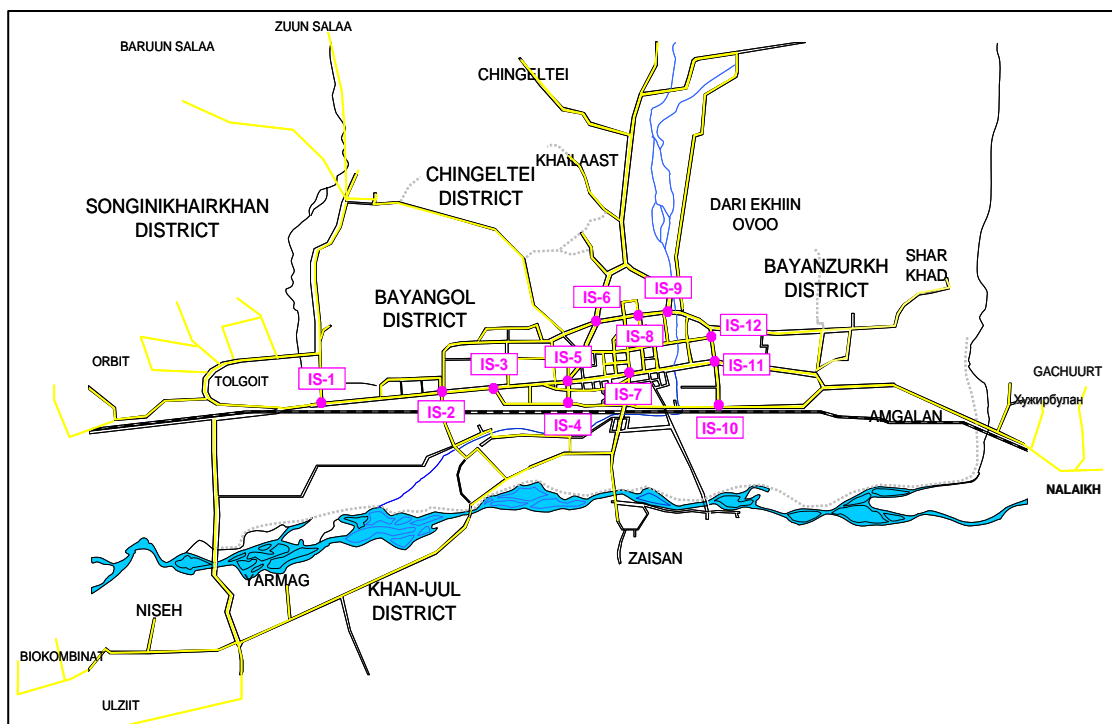 ZUUN SALAA
BARUUN SALAA
CHINGELTEI
KHAILAAST
CHINGELTEI
DISTRICT
SONGINIKHAIRKHAN
DISTRICT
DARI EKHIIN
OVOO
SHAR
KHAD
BAYANZURKH
DISTRICT
BAYANGOL
DISTRICT
IS-9
IS-6
IS-12
IS-8
IS-5
IS-3
IS-11
ORBIT
TOLGOIT
IS-1
IS-7
GACHUURT
Хужирбулан
IS-2
IS-4
IS-10
AMGALAN
NALAIKH
ZAISAN
YARMAG
KHAN-UUL
DISTRICT
NISEH
BIOKOMBINAT
ULZIIT